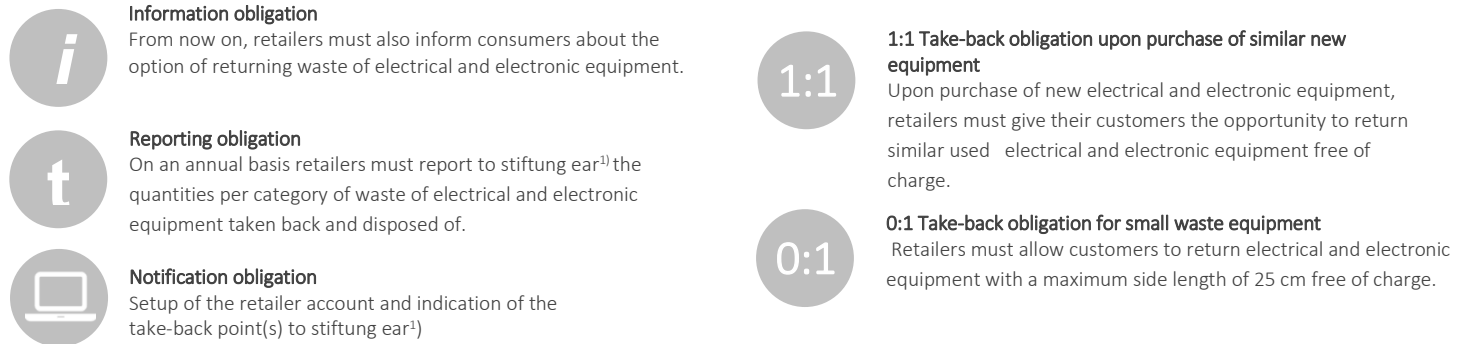 i
Information obligation
From now on, retailers must also inform consumers about the
option of returning waste of electrical and electronic equipment.
t
Reporting obligation
On an annual basis retailers must report to stiftung ear1) the
quantities per category of waste of electrical and electronic
equipment taken back and disposed of.
Notification obligation
Setup of the retailer account and indication of the
take-back point(s) to stiftung ear1)
1:1
1:1 Take-back obligation upon purchase of similar new
equipment
Upon purchase of new electrical and electronic equipment,
retailers must give their customers the opportunity to return
similar used electrical and electronic equipment free of
charge.
0:1
0:1 Take-back obligation for small waste equipment
Retailers must allow customers to return electrical and electronic
equipment with a maximum side length of 25 cm free of charge.